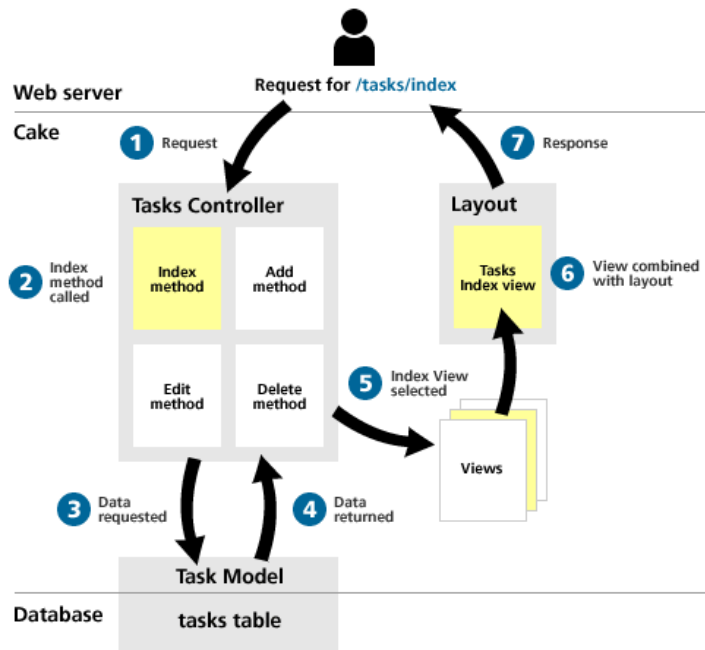 Request for /tasks/index
Web server
Cake
1 Request
7 Response
Tasks Controller
Layout
2 Index
method
called
Index
method
Add
method
Tasks
Index view
6 View combined
with layout
Edit
method
Delete
method
5 Index View
selected
Views
3 Data
requested
4 Data
returned
Task Model
Database
tasks table